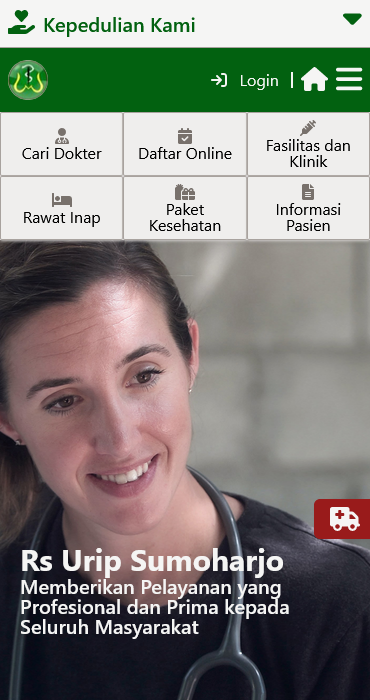 Kepedulian Kami
Login
Cari Dokter
Daftar Online
Fasilitas dan
Klinik
Rawat Inap
Paket
Kesehatan
Informasi
Pasien
Rs Urip Sumoharjo
Memberikan Pelayanan yang
Profesional dan Prima kepada
Seluruh Masyarakat